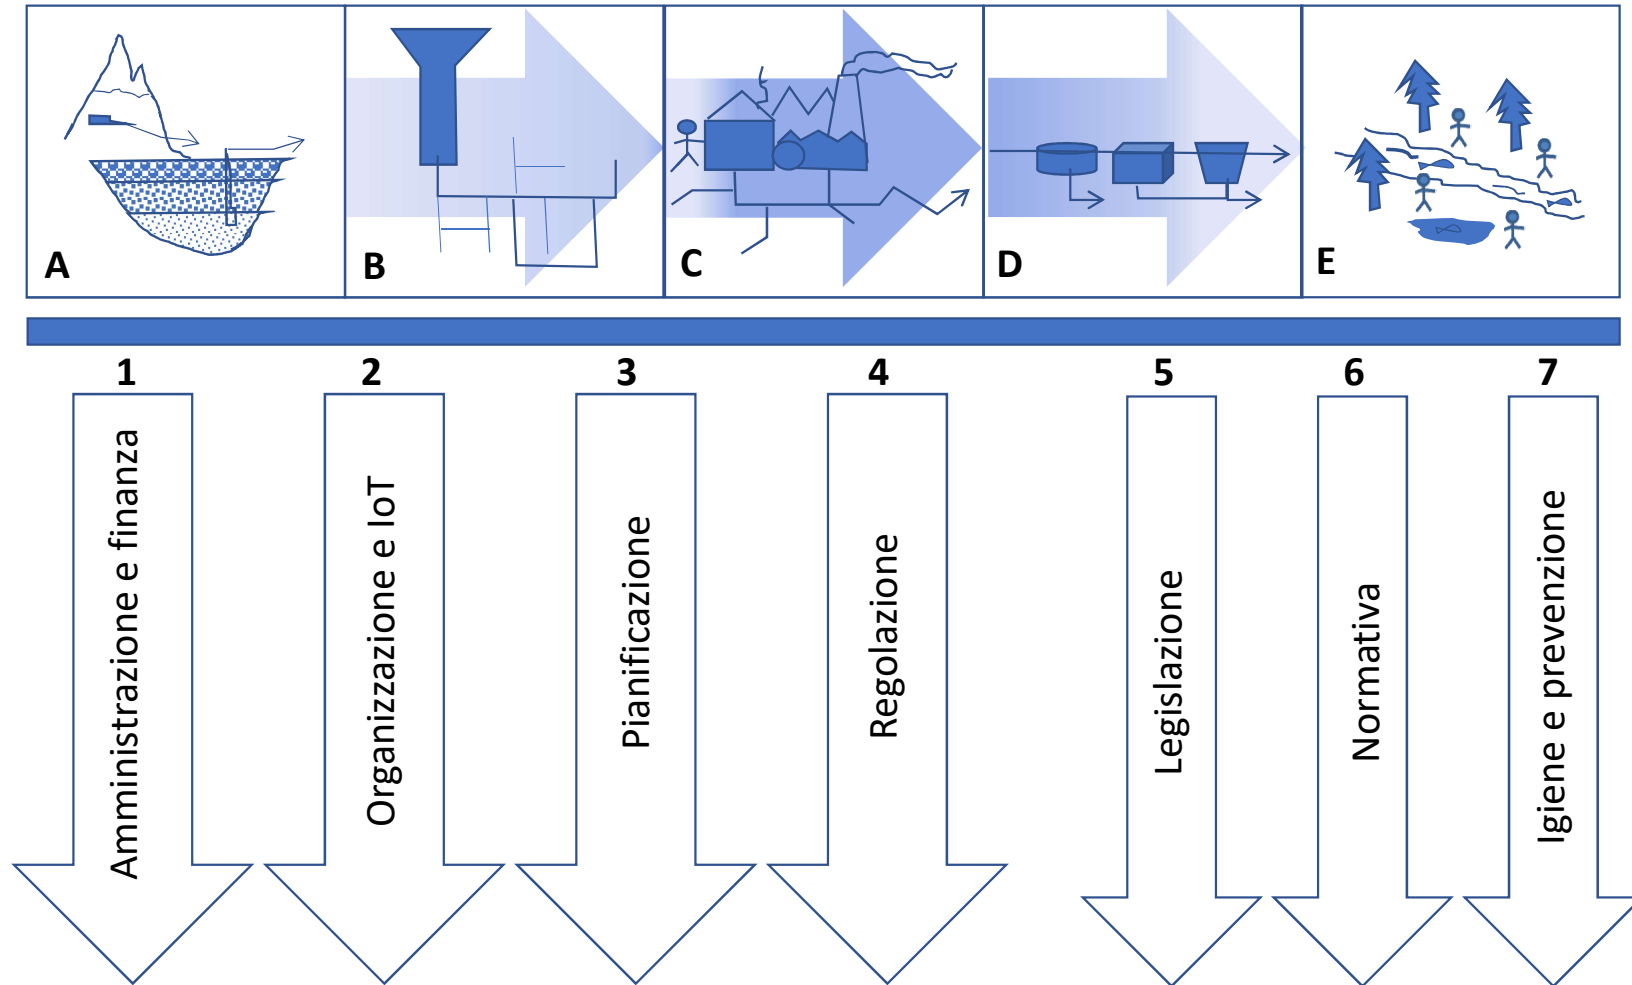 A
B
C
D
E
1
2
3
4
5
6
7
Amministrazione e finanza
Organizzazione e IoT
Pianificazione
Regolazione
Legislazione
Normativa
Igiene e prevenzione